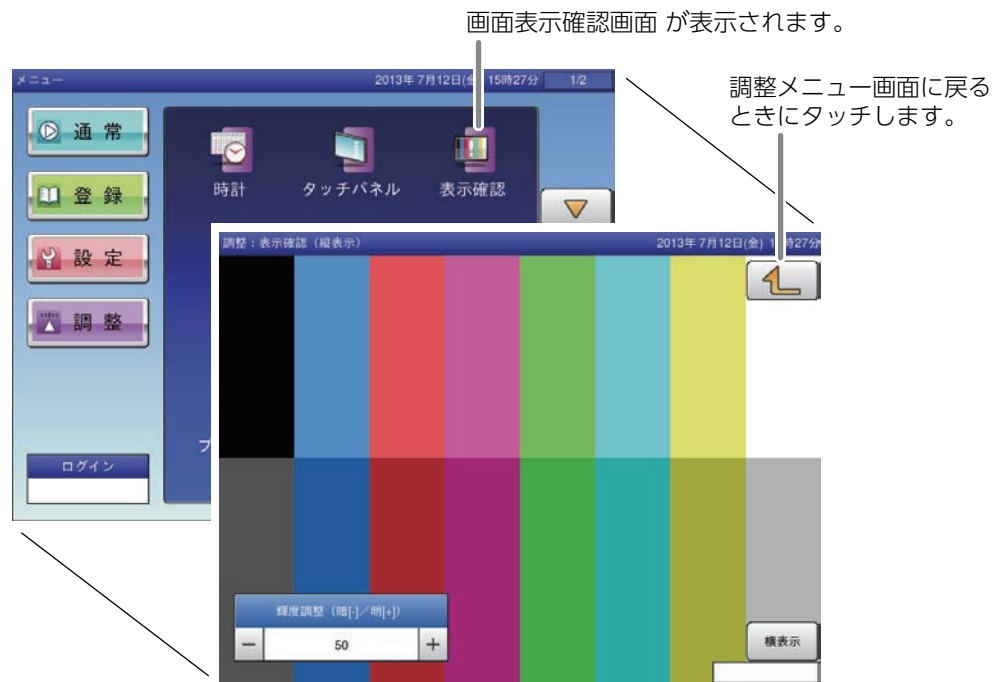 画面表示確認画面 が表示されます。
調整メニュー画面に戻る
ときにタッチします。
メニュー
2013年 7月12日(金) 15時27分
1/2
通 常
時計
タッチパネル
表示確認
登 録
設 定
調 整
プ
ログイン
調整：表示確認（縦表示）
2013年 7月12日(金) 1 時27分
輝度調整（暗[-]／明[+]）
− 50 +
横表示